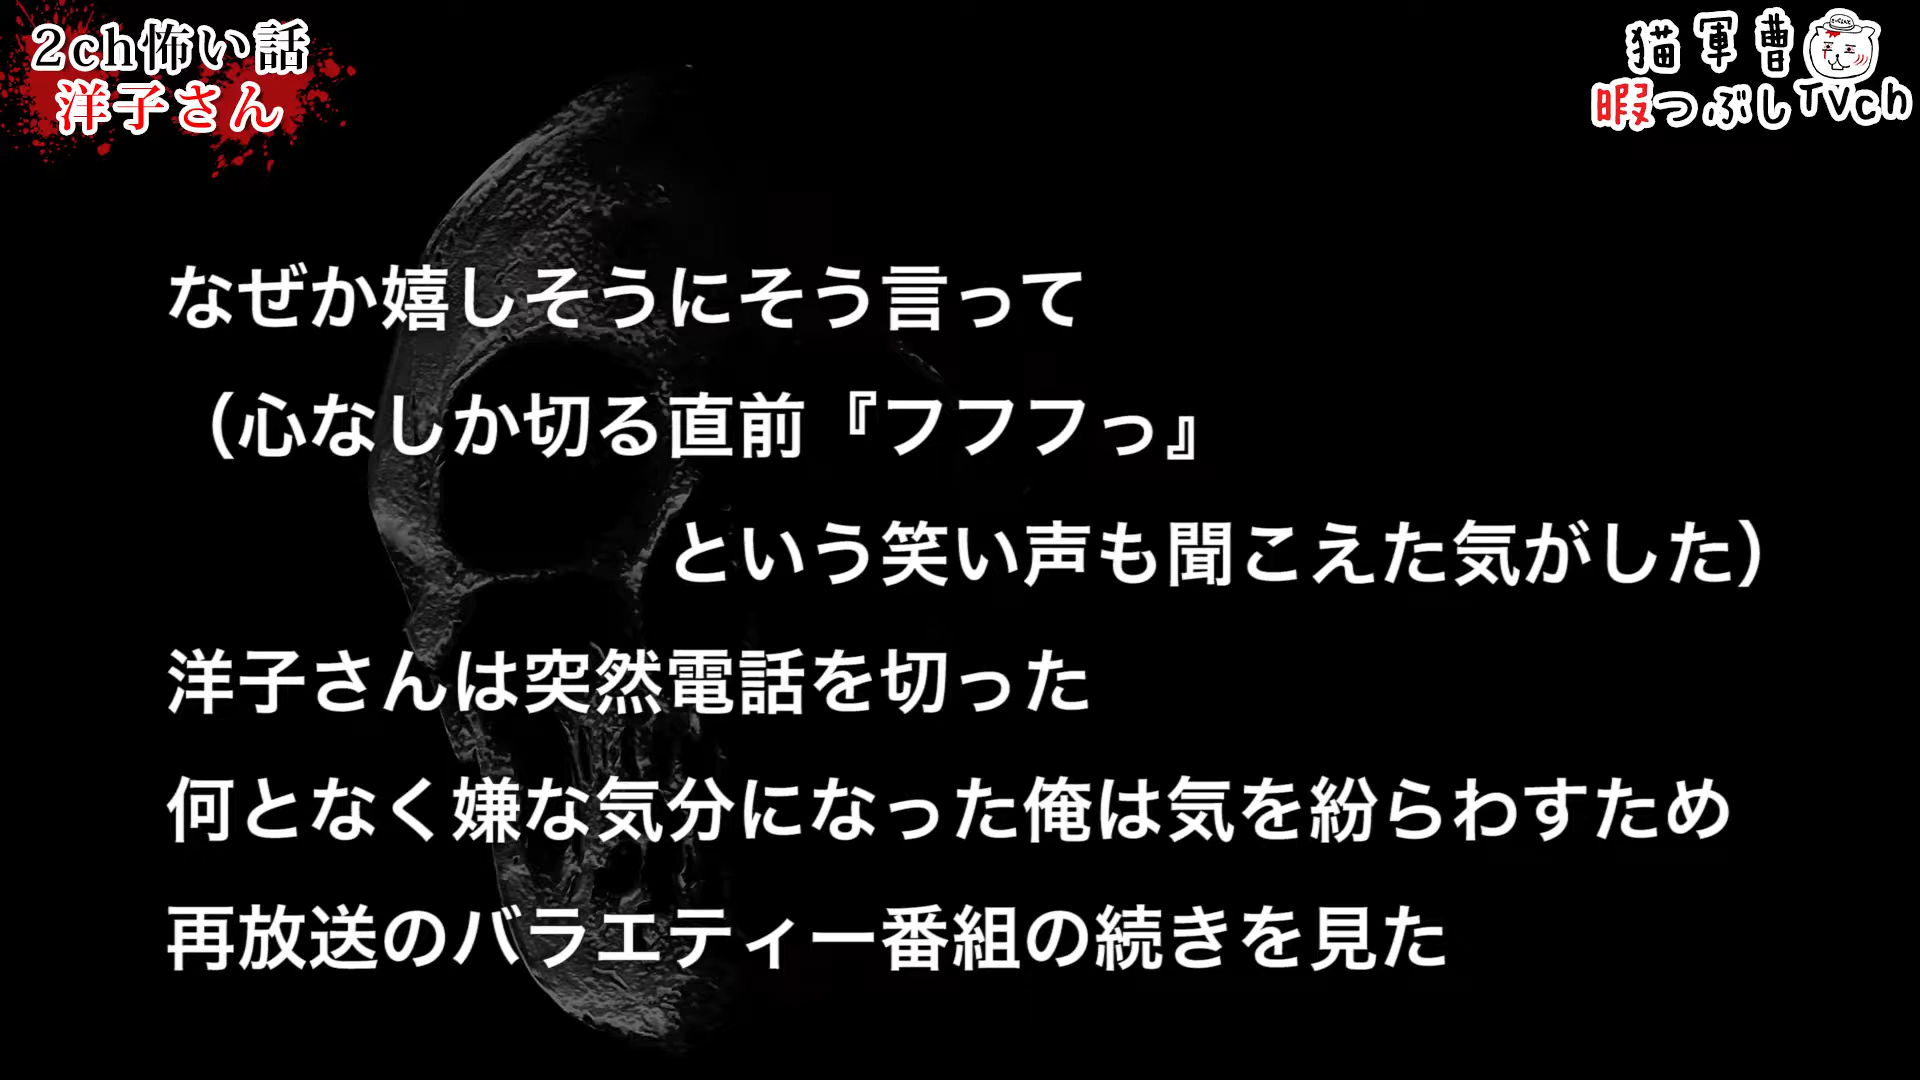 2ch怖い話
洋子さん
猫軍曹
暇つぶしTVch
なぜか嬉しそうにそう言って
（心なしか切る直前『フフフっ』
という笑い声も聞こえた気がした）
洋子さんは突然電話を切った
何となく嫌な気分になった俺は気を紛らわすため
再放送のバラエティー番組の続きを見た